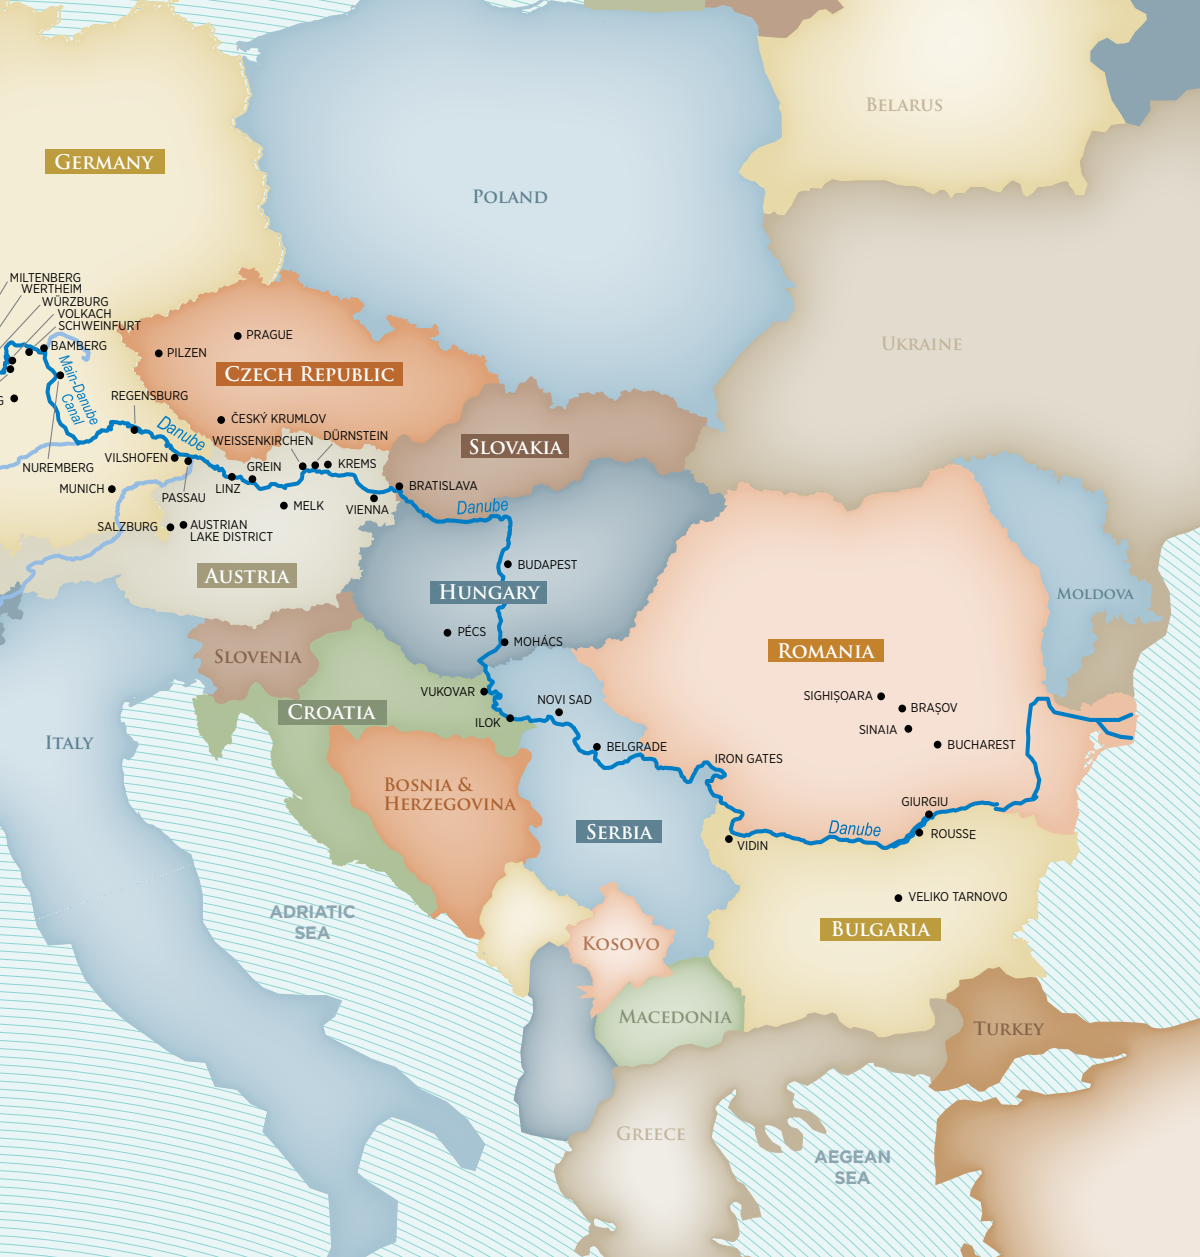 BELARUS
GERMANY
POLAND
MILTENBERG
WERTHEIM
WÜRZBURG
VOLKACH
SCHWEINFURT
BAMBERG
PRAGUE
PILZEN
UKRAINE
CZECH REPUBLIC
Main-Danube
Canal
REGENSBURG
G
ČESKÝ KRUMLOV
Danube
WEISSENKIRCHEN
DÜRNSTEIN
SLOVAKIA
VILSHOFEN
NUREMBERG
GREIN
KREMS
MUNICH
PASSAU
LINZ
BRATISLAVA
MELK
VIENNA
Danube
SALZBURG
AUSTRIAN
LAKE DISTRICT
AUSTRIA
BUDAPEST
HUNGARY
MOLDOVA
PÉCS
MOHÁCS
SLOVENIA
ROMANIA
VUKOVAR
SIGHIȘOARA
NOVI SAD
BRAȘOV
CROATIA
ILOK
SINAIA
ITALY
BELGRADE
BUCHAREST
IRON GATES
BOSNIA &
HERZEGOVINA
GIURGIU
SERBIA
Danube
ROUSSE
VIDIN
VELIKO TARNOVO
ADRIATIC
SEA
BULGARIA
KOSOVO
MACEDONIA
TURKEY
GREECE
AEGEAN
SEA